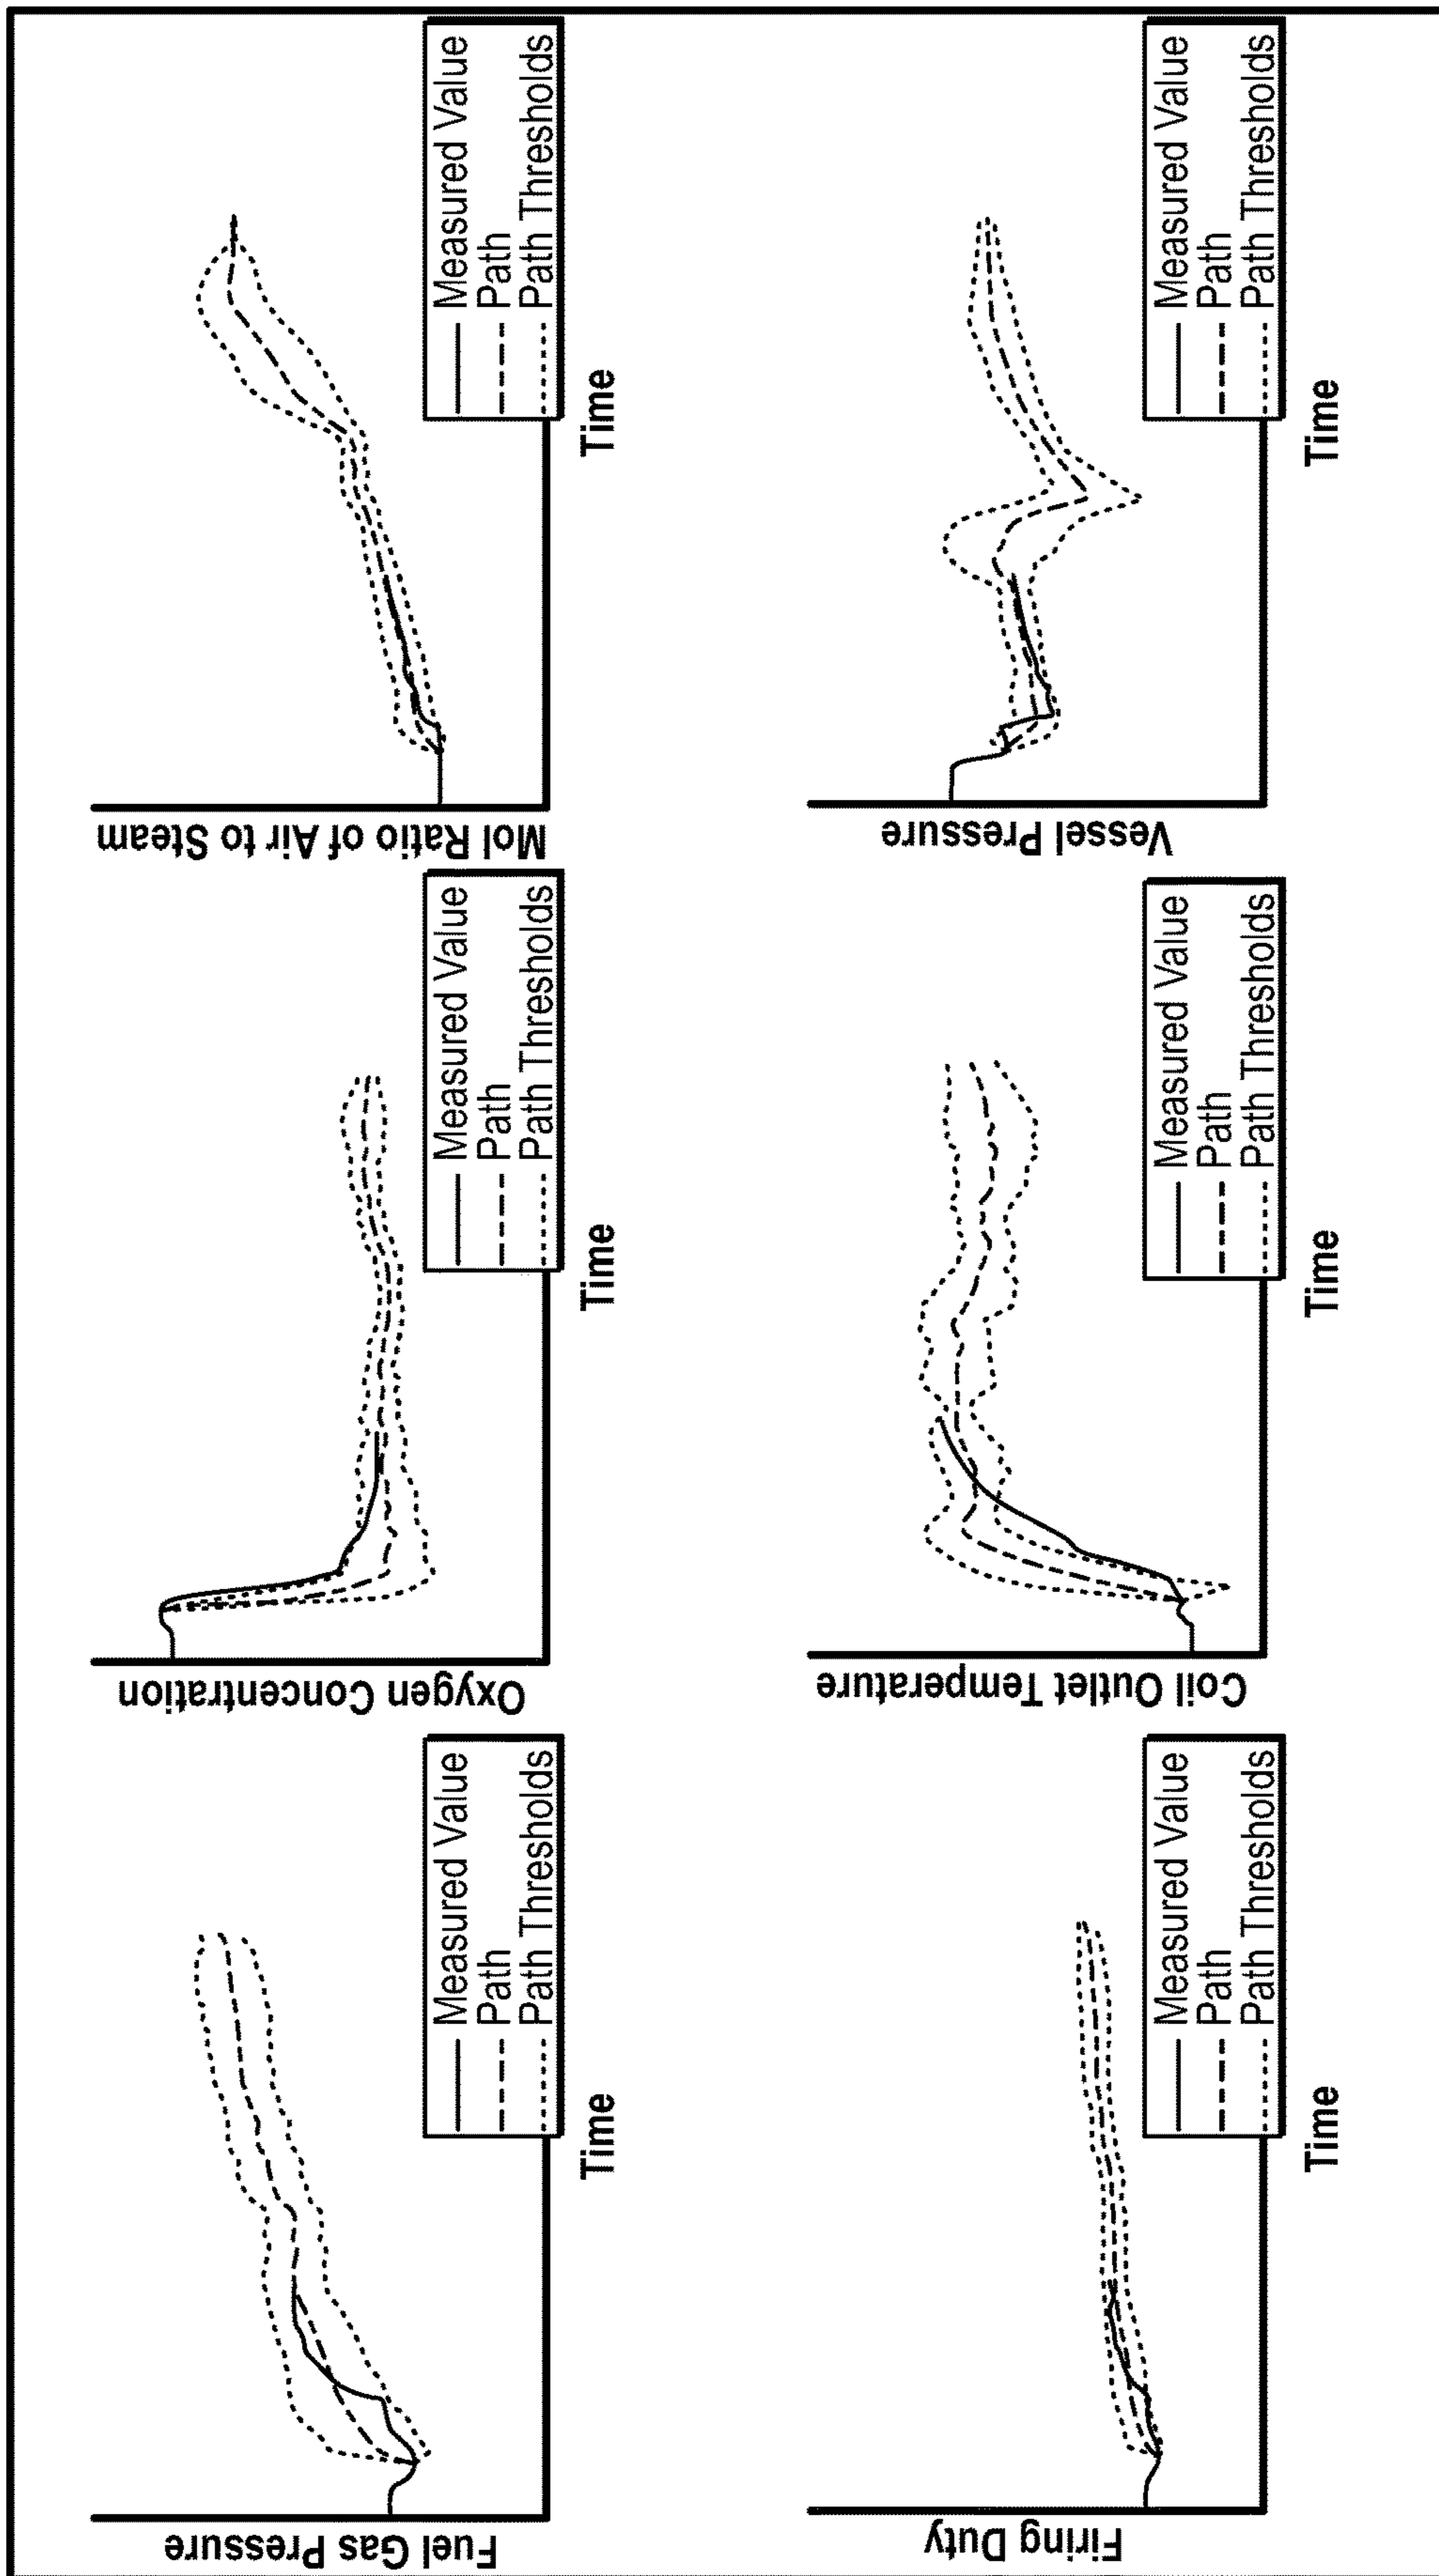 Fuel Gas Pressure
Measured Value
Path
Path Thresholds
Time
Oxygen Concentration
Measured Value
Path
Path Thresholds
Time
Mol Ratio of Air to Steam
Measured Value
Path
Path Thresholds
Time
Firing Duty
Measured Value
Path
Path Thresholds
Time
Coil Outlet Temperature
Measured Value
Path
Path Thresholds
Time
Vessel Pressure
Measured Value
Path
Path Thresholds
Time